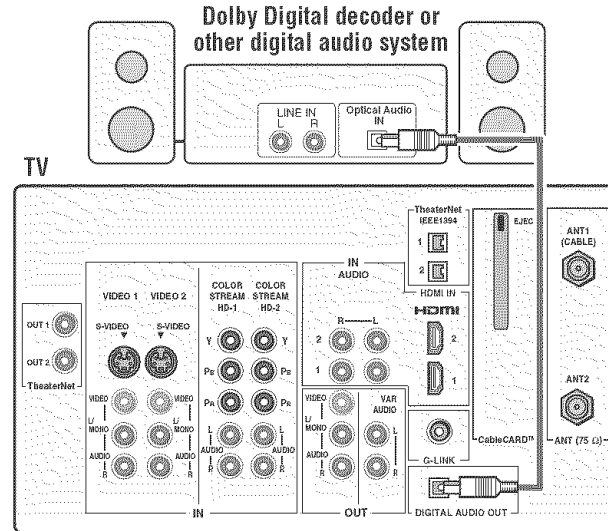 Dolby Digital decoder or
other digital audio system
LINE IN
L R
Optical Audio
IN
TV
TheaterNet
IEEE1394
1
2
EJEC
ANT1
(CABLE)
IN
AUDIO
R L
2
1
HDMI IN
HDMI
2
1
VIDEO 1 VIDEO 2
COLOR
STREAM
HD-1
COLOR
STREAM
HD-2
OUT 1
OUT 2
TheaterNet
S-VIDEO S-VIDEO
Y Y
PB PB
PR PR
VIDEO VIDEO
L/
MONO
L/
MONO
AUDIO AUDIO
R R
L L
AUDIO
R R
IN
VIDEO
L/
MONO
AUDIO
R
VAR
AUDIO
L
R
OUT
G-LINK
CableCARD™
ANT2
ANT (75 Ω)
DIGITAL AUDIO OUT